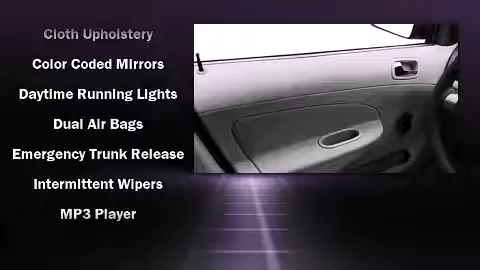 Cloth Upholstery
Color Coded Mirrors
Daytime Running Lights
Dual Air Bags
Emergency Trunk Release
Intermittent Wipers
MP3 Player